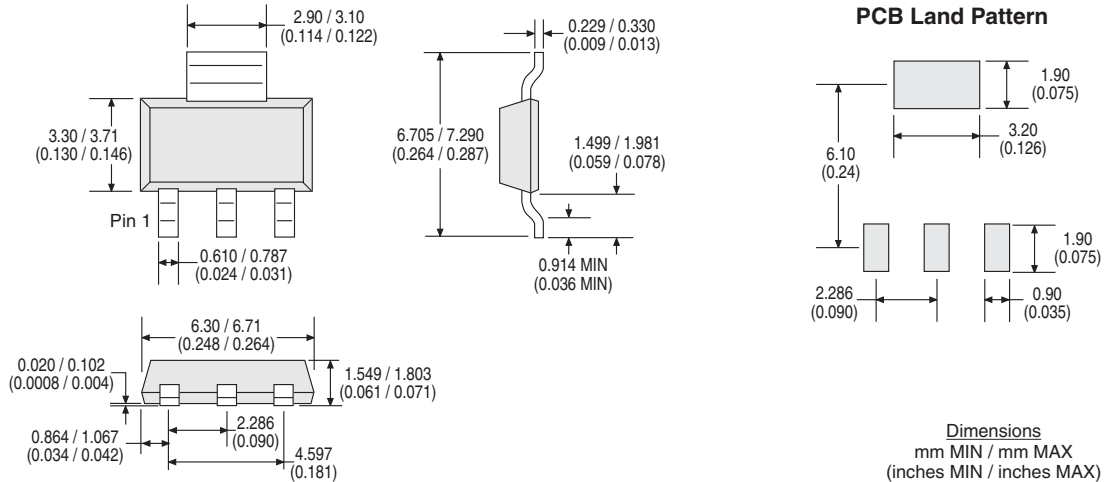 2.90 / 3.10
(0.114 / 0.122)
3.30 / 3.71
(0.130 / 0.146)
Pin 1
0.610 / 0.787
(0.024 / 0.031)
0.229 / 0.330
(0.009 / 0.013)
6.705 / 7.290
(0.264 / 0.287)
1.499 / 1.981
(0.059 / 0.078)
0.914 MIN
(0.036 MIN)
PCB Land Pattern
1.90
(0.075)
3.20
(0.126)
6.10
(0.24)
1.90
(0.075)
2.286
(0.090)
0.90
(0.035)
6.30 / 6.71
(0.248 / 0.264)
0.020 / 0.102
(0.0008 / 0.004)
1.549 / 1.803
(0.061 / 0.071)
0.864 / 1.067
(0.034 / 0.042)
2.286
(0.090)
4.597
(0.181)
Dimensions
mm MIN / mm MAX
(inches MIN / inches MAX)